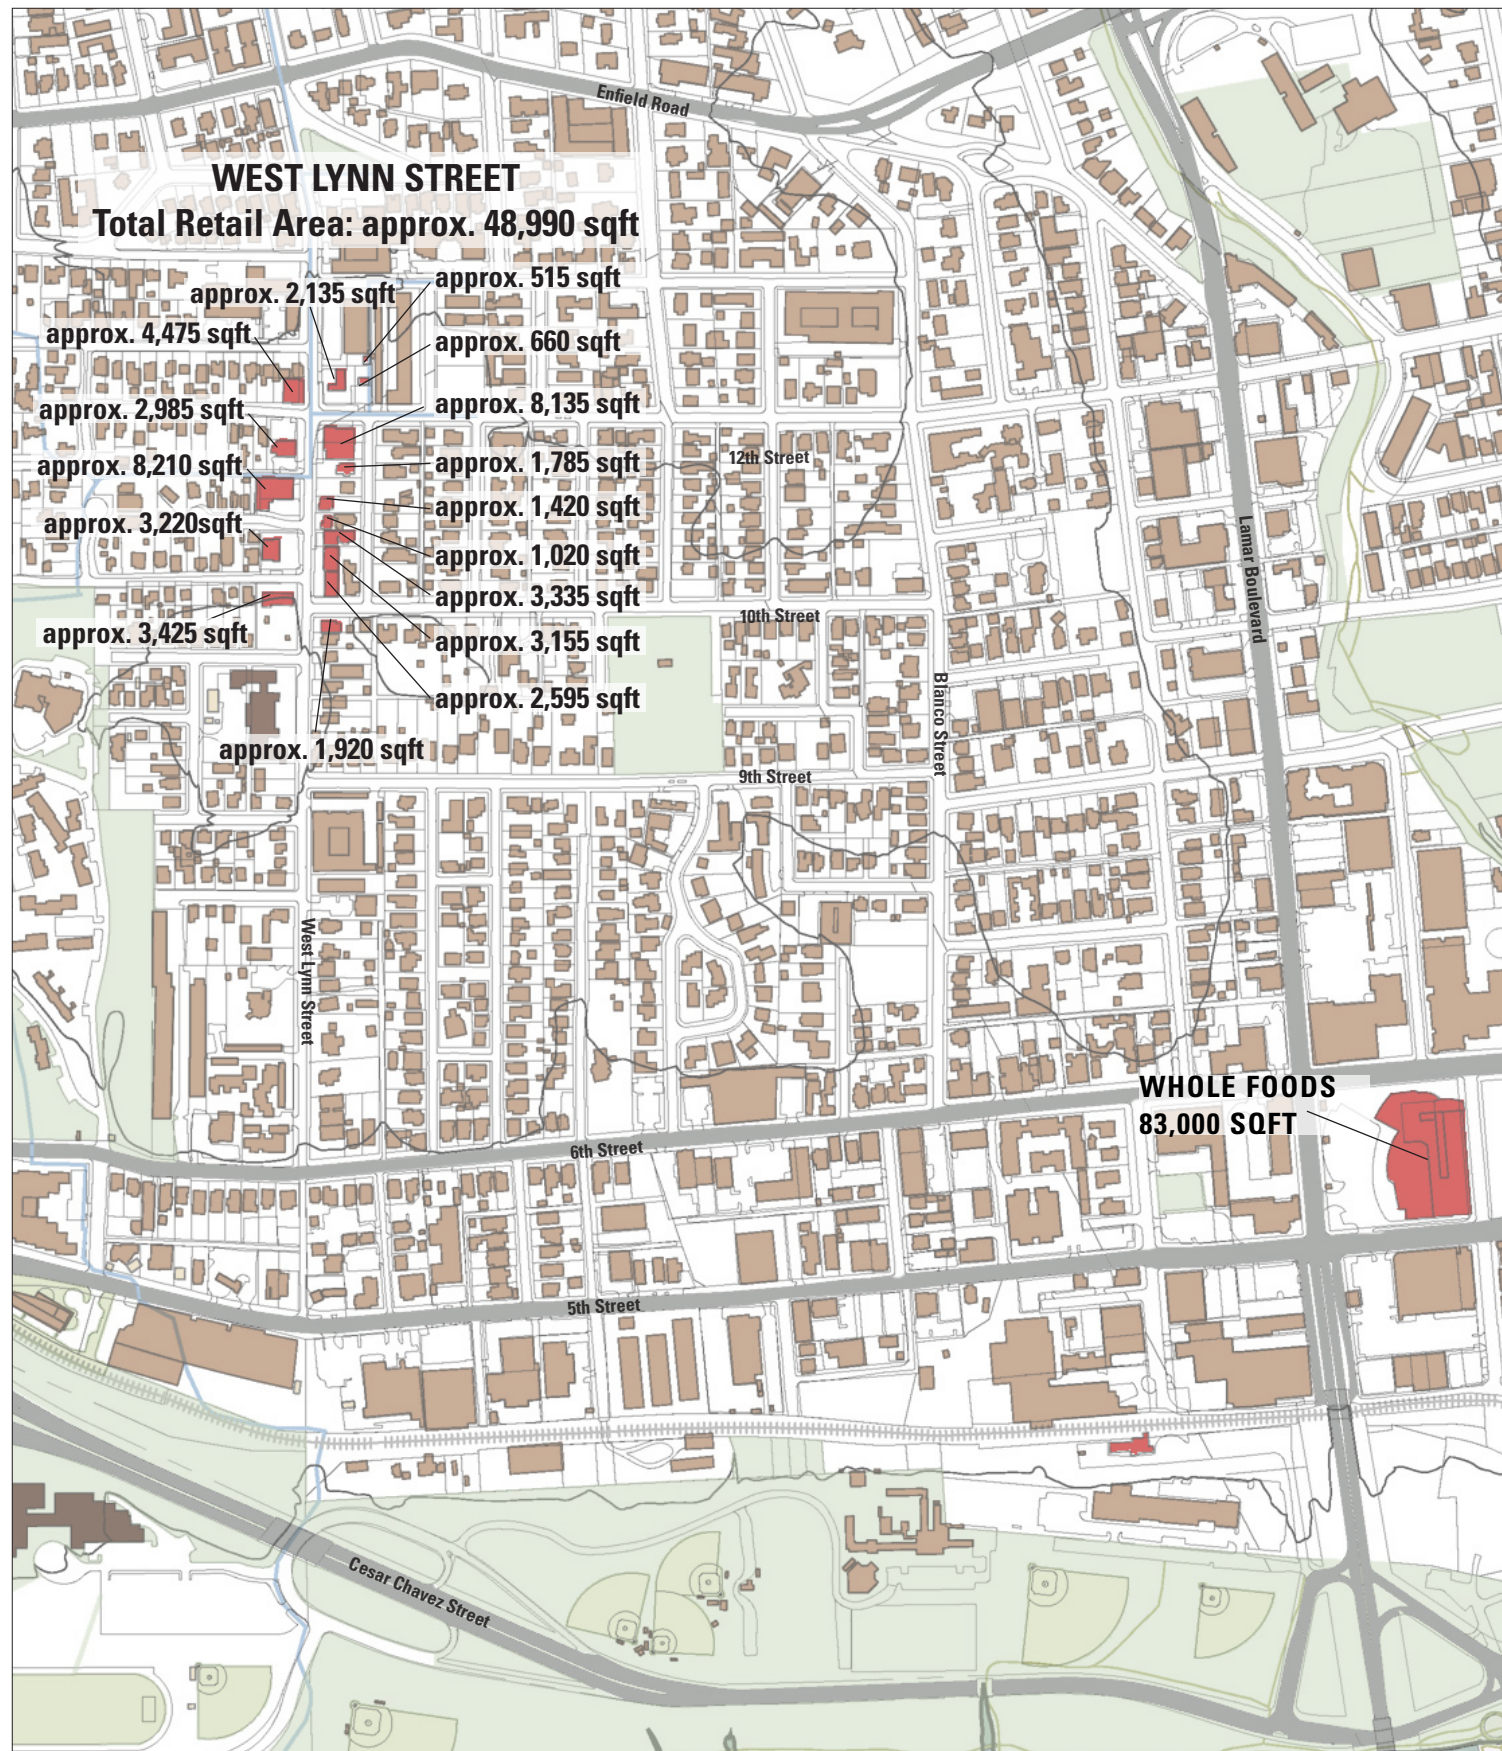 Enfield Road
WEST LYNN STREET
Total Retail Area: approx. 48,990 sqft
approx. 515 sqft
approx. 2,135 sqft
approx. 4,475 sqft
approx. 660 sqft
approx. 2,985 sqft
approx. 8,135 sqft
approx. 8,210 sqft
approx. 1,785 sqft
12th Street
approx. 3,220sqft
approx. 1,420 sqft
approx. 1,020 sqft
Lamar Boulevard
approx. 3,335 sqft
10th Street
approx. 3,425 sqft
approx. 3,155 sqft
approx. 2,595 sqft
Blanco Street
approx. 1,920 sqft
9th Street
West Lynn Street
WHOLE FOODS
83,000 SQFT
6th Street
5th Street
Cesar Chavez Street